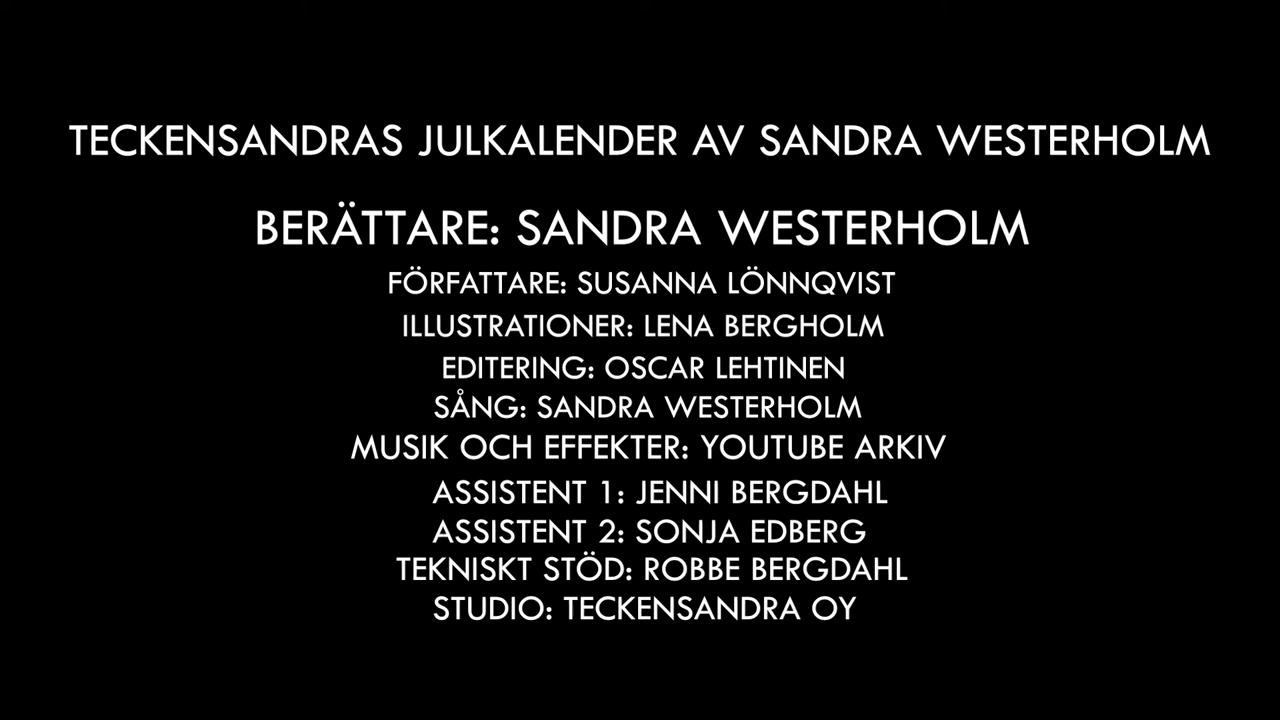 TECKENSANDRAS JULKALENDER AV SANDRA WESTERHOLM
BERÄTTARE: SANDRA WESTERHOLM
FÖRFATTARE: SUSANNA LÖNNQVIST
ILLUSTRATIONER: LENA BERGHOLM
EDITERING: OSCAR LEHTINEN
SÅNG: SANDRA WESTERHOLM
MUSIK OCH EFFEKTER: YOUTUBE ARKIV
ASSISTENT 1: JENNI BERGDAHL
ASSISTENT 2: SONJA EDBERG
TEKNISKT STÖD: ROBBE BERGDAHL
STUDIO: TECKENSANDRA OY